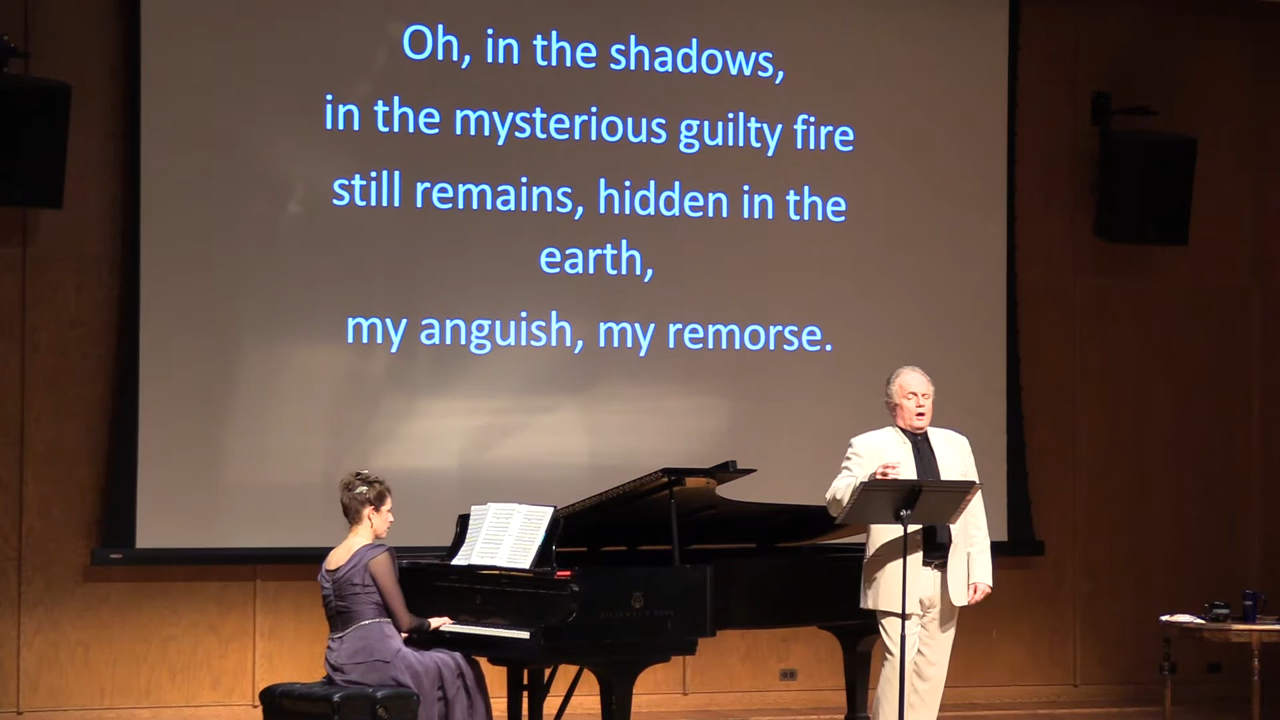 Oh, in the shadows,
in the mysterious guilty fire
still remains, hidden in the
earth,
my anguish, my remorse.